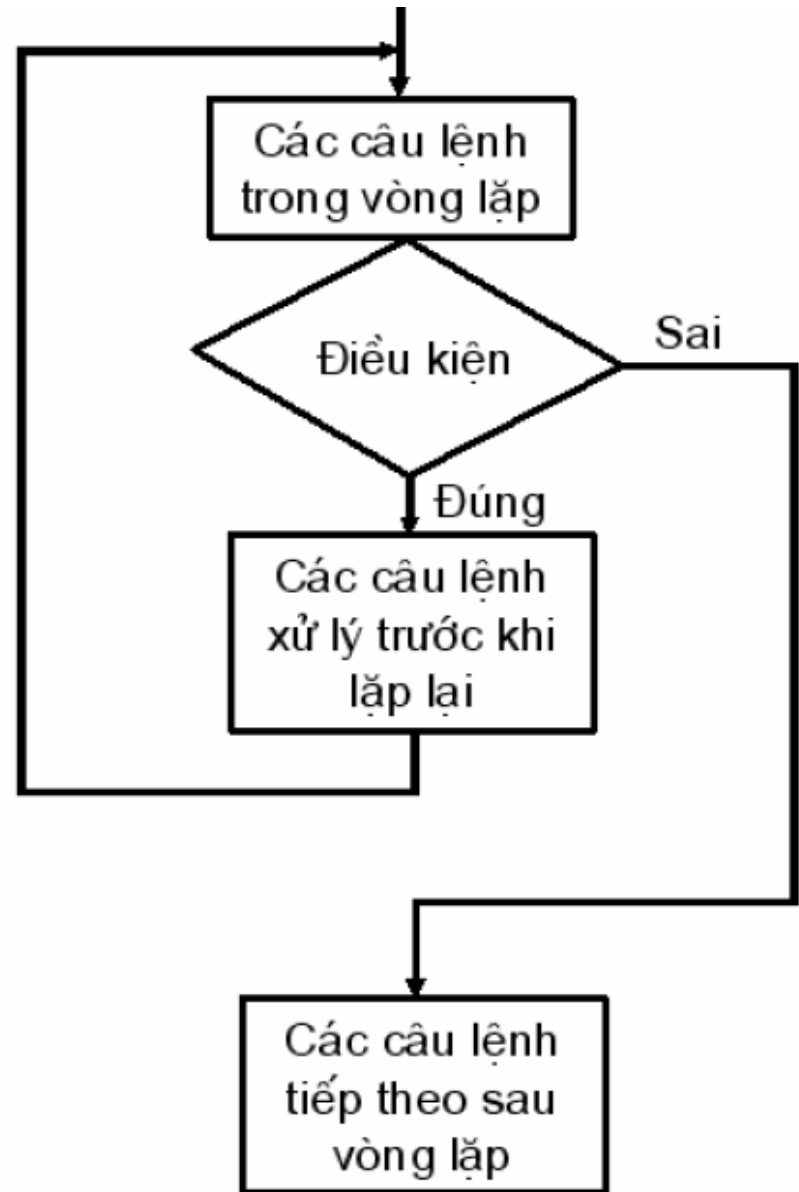 Các câu lệnh
trong vòng lặp
Điều kiện
Sai
Đúng
Các câu lệnh
xử lý trước khi
lặp lại
Các câu lệnh
tiếp theo sau
vòng lặp